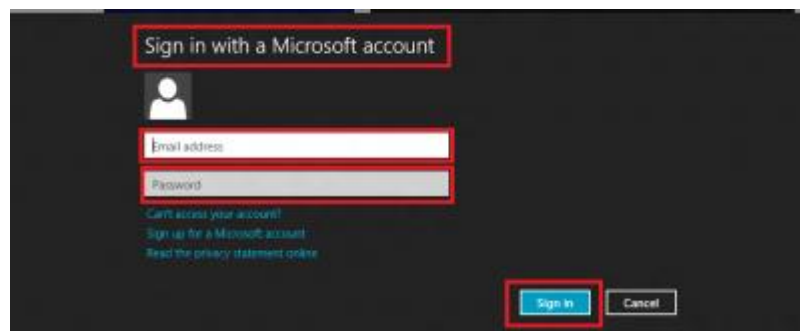 Sign in with a Microsoft account
Email address
Password
Can't access your account?
Sign up for a Microsoft account
Read the privacy statement online
Sign in
Cancel